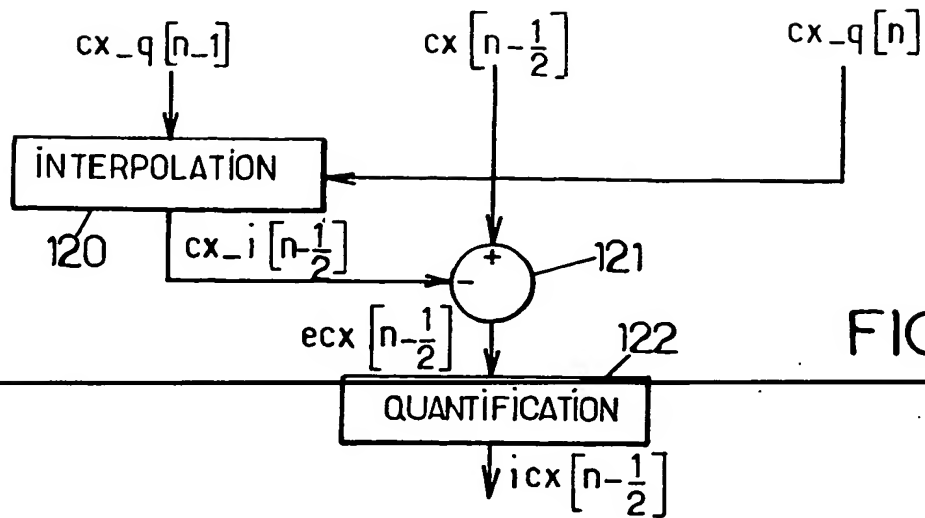 cx_q[n_1]
cx[n-1/2]
cx_q[n]
iNTERPOLATiON
120
cx_i[n-1/2]
+
-
121
ecx[n-1/2]
122
FIG
QUANTiFiCATiON
icx[n-1/2]